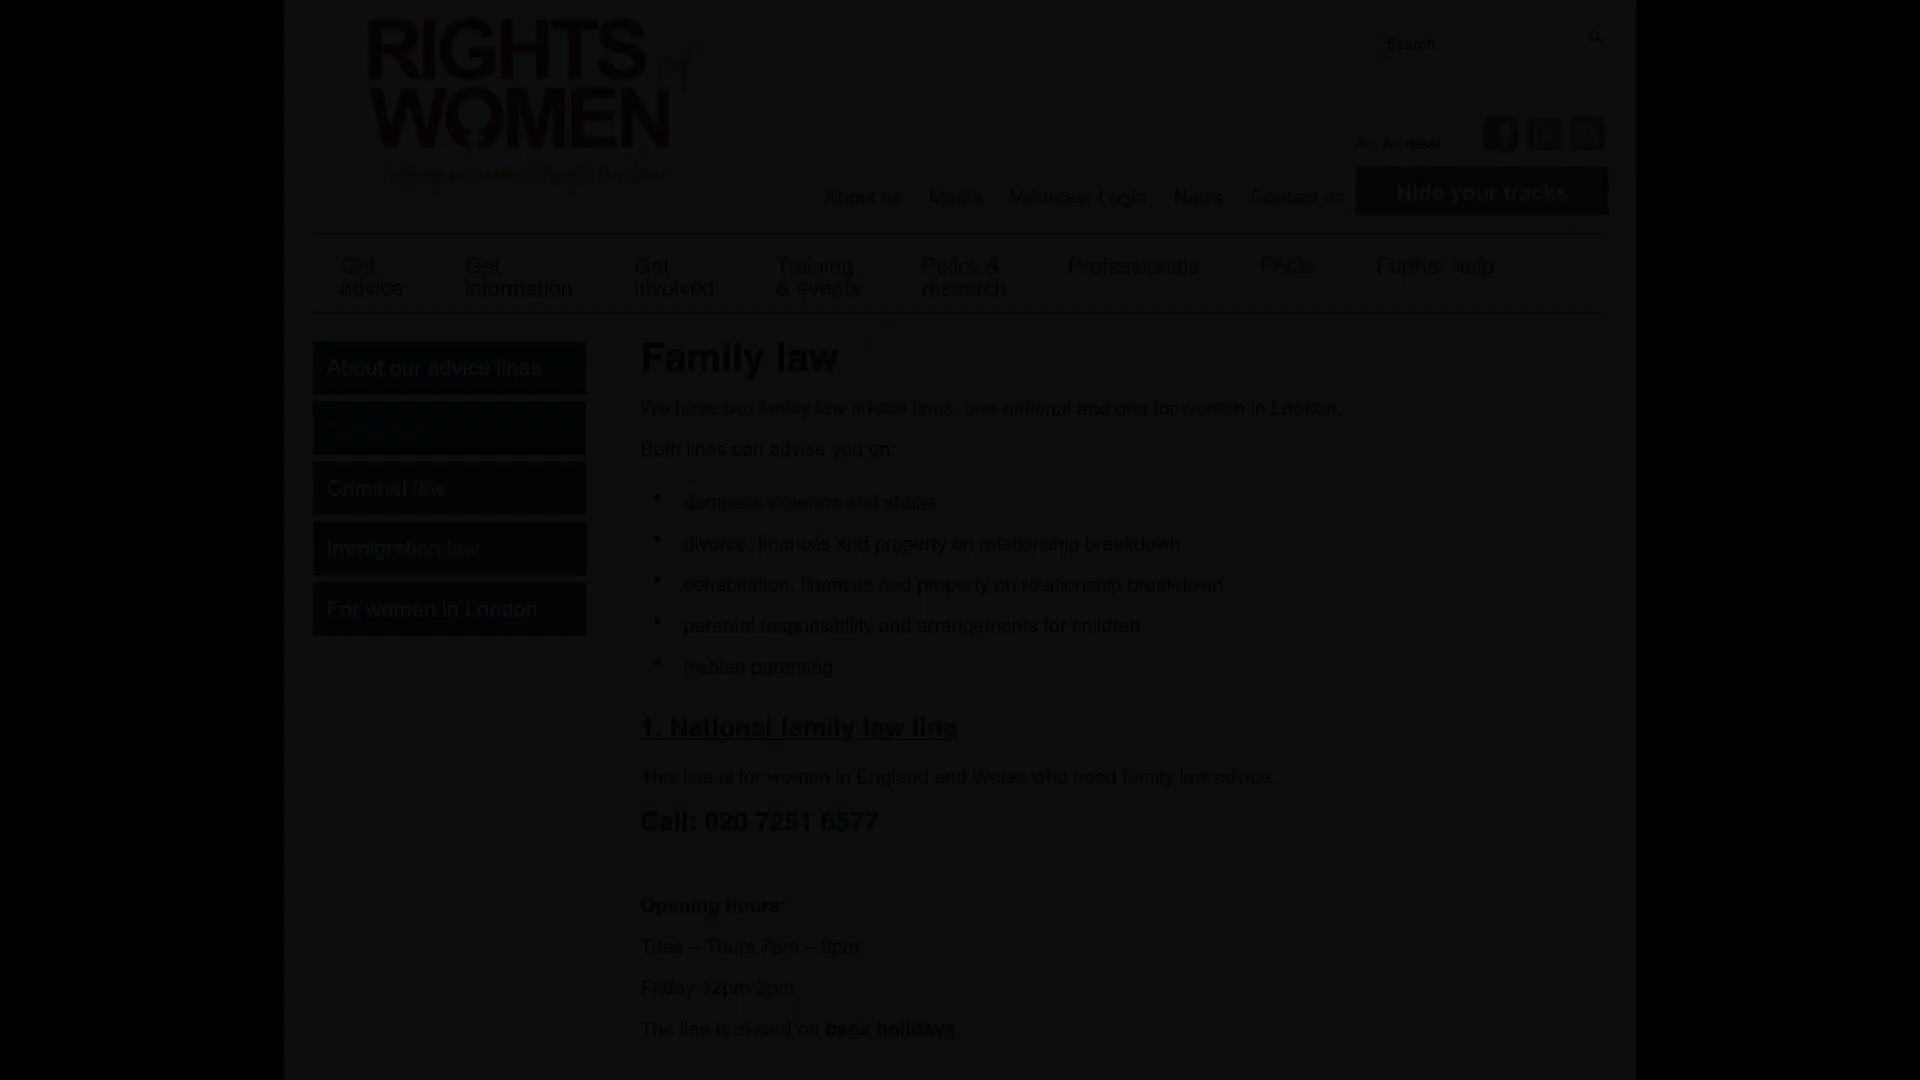 RIGHTS of
WOMEN
Search
A+ A- reset
Hide your tracks
About us Media Volunteer Login News Contact us
Get advice
Get information
Get involved
Training & events
Policy & research
Professionals
FAQs
Further help
About our advice lines
Criminal law
Immigration law
For women in London
Family law
We have two family law advice lines, one national and one for women in London.
Both lines can advise you on:
domestic violence and abuse
divorce, finances and property on relationship breakdown
cohabitation, finances and property on relationship breakdown
parental responsibility and arrangements for children
lesbian parenting
1. National family law line
This line is for women in England and Wales who need family law advice.
Call: 020 7251 6577
Opening hours:
Tues – Thurs 7pm – 9pm
Friday 12pm-2pm
The line is closed on bank holidays.